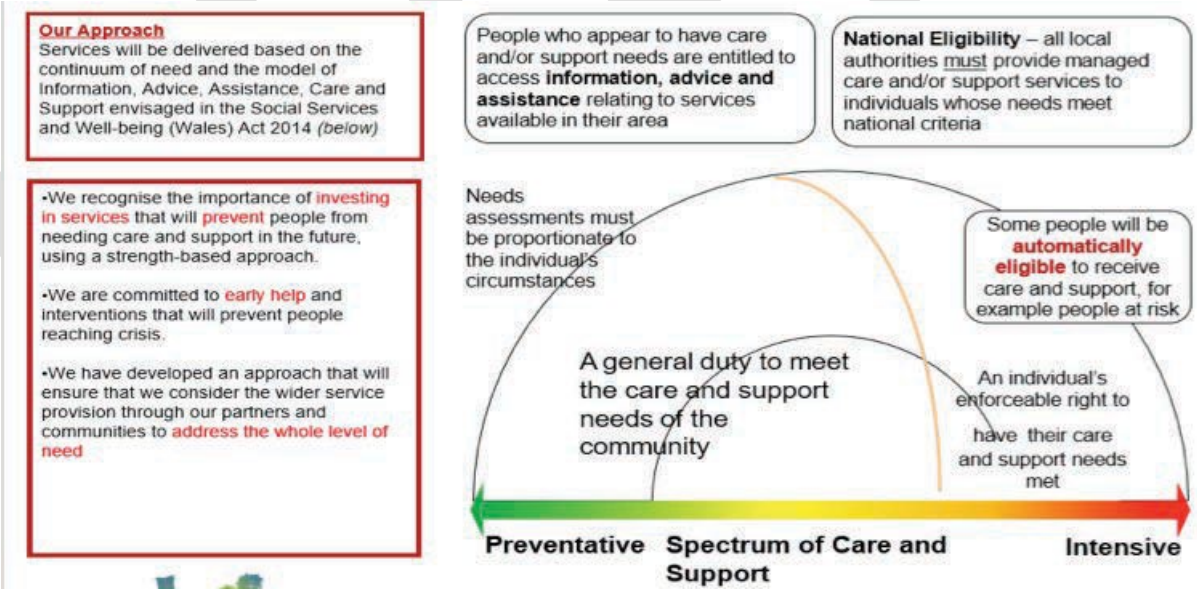 Our Approach
Services will be delivered based on the
continuum of need and the model of
Information, Advice, Assistance, Care and
Support envisaged in the Social Services
and Well-being (Wales) Act 2014 (below)
•We recognise the importance of investing
in services that will prevent people from
needing care and support in the future,
using a strength-based approach.
•We are committed to early help and
interventions that will prevent people
reaching crisis.
•We have developed an approach that will
ensure that we consider the wider service
provision through our partners and
communities to address the whole level of
need
People who appear to have care
and/or support needs are entitled to
access information, advice and
assistance relating to services
available in their area
National Eligibility – all local
authorities must provide managed
care and/or support services to
individuals whose needs meet
national criteria
Needs
assessments must
be proportionate to
the individual's
circumstances
Some people will be
automatically
eligible to receive
care and support, for
example people at risk
A general duty to meet
the care and support
needs of the
community
An individual's
enforceable right to
have their care
and support needs
met
Preventative
Spectrum of Care and
Support
Intensive